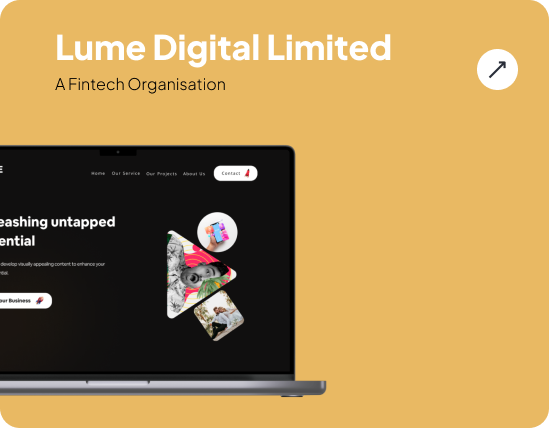 Lume Digital Limited
A Fintech Organisation
Home Our Service Our Projects About Us Contact
eashing untapped
ential
develop visually appealing content to enhance your
ntial.
our Business